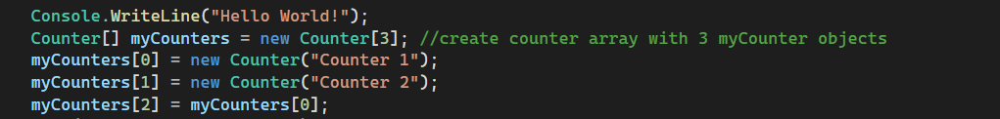 Console.WriteLine("Hello World!");
Counter[] myCounters = new Counter[3]; //create counter array with 3 myCounter objects
myCounters[0] = new Counter("Counter 1");
myCounters[1] = new Counter("Counter 2");
myCounters[2] = myCounters[0];